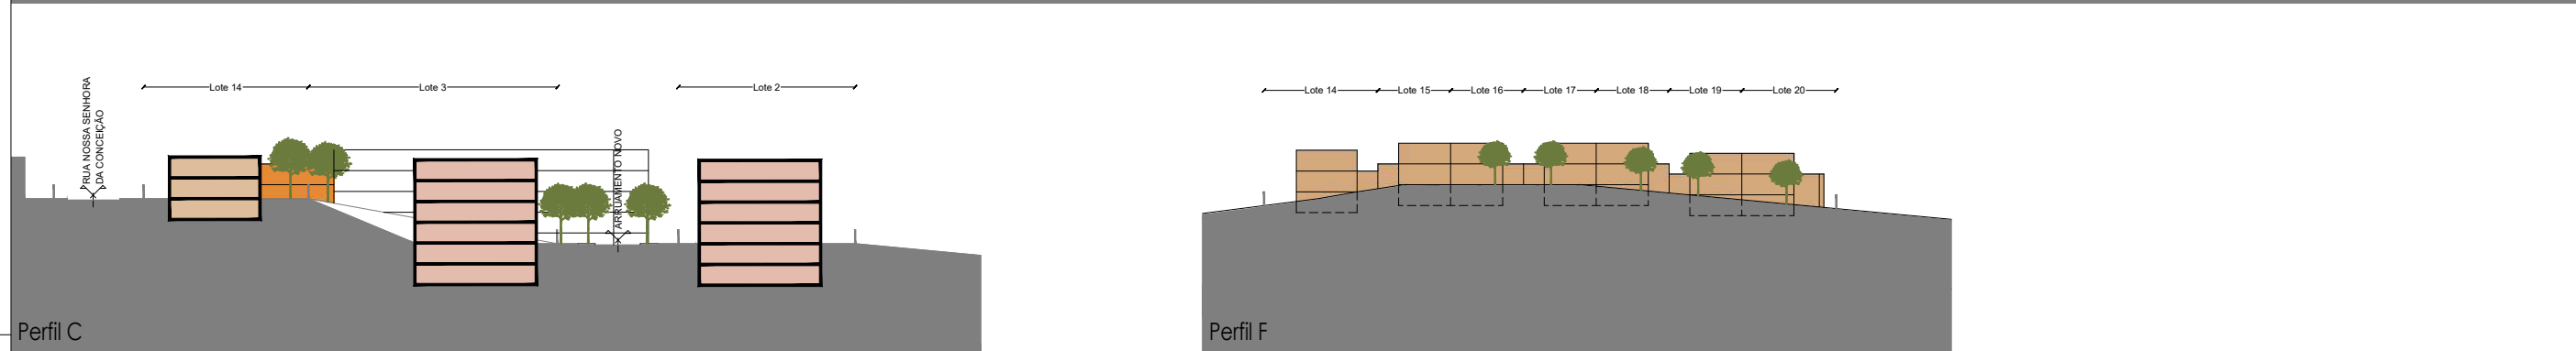 RUA NOSSA SENHORA
DA CONCEIÇÃO
Lote 14
Lote 3
ARRUAMENTO NOVO
Lote 2
Perfil C
Lote 14
Lote 15
Lote 16
Lote 17
Lote 18
Lote 19
Lote 20
Perfil F